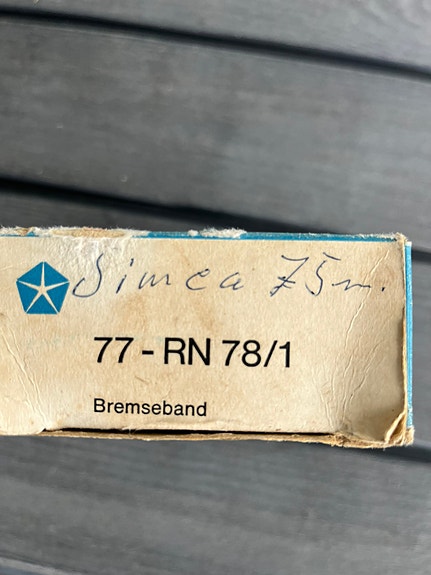 Simca 75m.
77 - RN 78/1
Bremseband